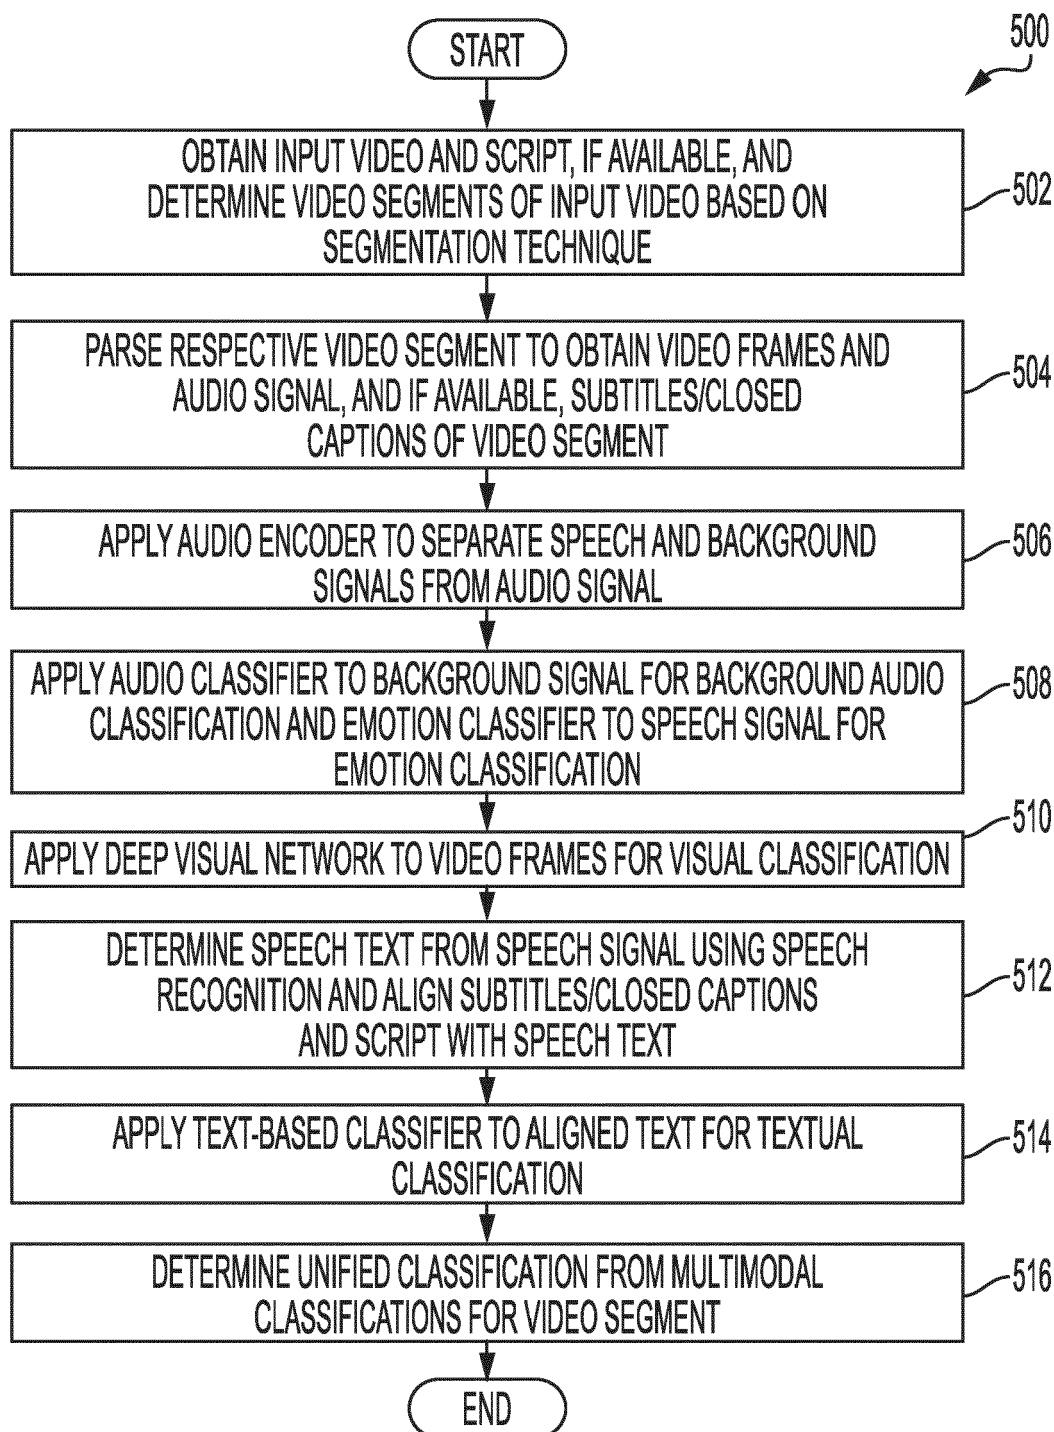 500
START
OBTAIN INPUT VIDEO AND SCRIPT, IF AVAILABLE, AND
DETERMINE VIDEO SEGMENTS OF INPUT VIDEO BASED ON
SEGMENTATION TECHNIQUE
502
PARSE RESPECTIVE VIDEO SEGMENT TO OBTAIN VIDEO FRAMES AND
AUDIO SIGNAL, AND IF AVAILABLE, SUBTITLES/CLOSED
CAPTIONS OF VIDEO SEGMENT
504
APPLY AUDIO ENCODER TO SEPARATE SPEECH AND BACKGROUND
SIGNALS FROM AUDIO SIGNAL
506
APPLY AUDIO CLASSIFIER TO BACKGROUND SIGNAL FOR BACKGROUND AUDIO
CLASSIFICATION AND EMOTION CLASSIFIER TO SPEECH SIGNAL FOR
EMOTION CLASSIFICATION
508
APPLY DEEP VISUAL NETWORK TO VIDEO FRAMES FOR VISUAL CLASSIFICATION
510
DETERMINE SPEECH TEXT FROM SPEECH SIGNAL USING SPEECH
RECOGNITION AND ALIGN SUBTITLES/CLOSED CAPTIONS
AND SCRIPT WITH SPEECH TEXT
512
APPLY TEXT-BASED CLASSIFIER TO ALIGNED TEXT FOR TEXTUAL
CLASSIFICATION
514
DETERMINE UNIFIED CLASSIFICATION FROM MULTIMODAL
CLASSIFICATIONS FOR VIDEO SEGMENT
516
END